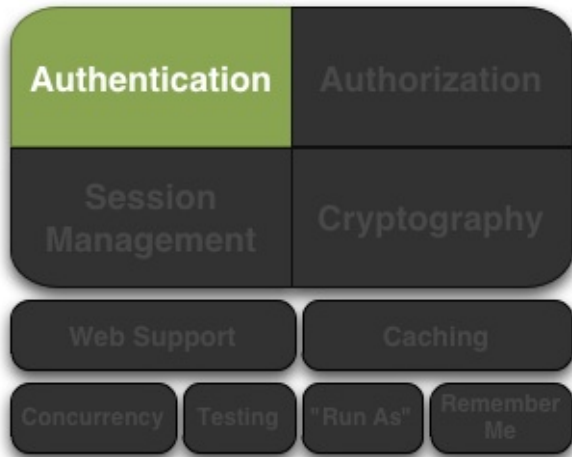 Authentication
Authorization
Session
Management
Cryptography
Web Support
Caching
Concurrency
Testing
"Run As"
Remember
Me